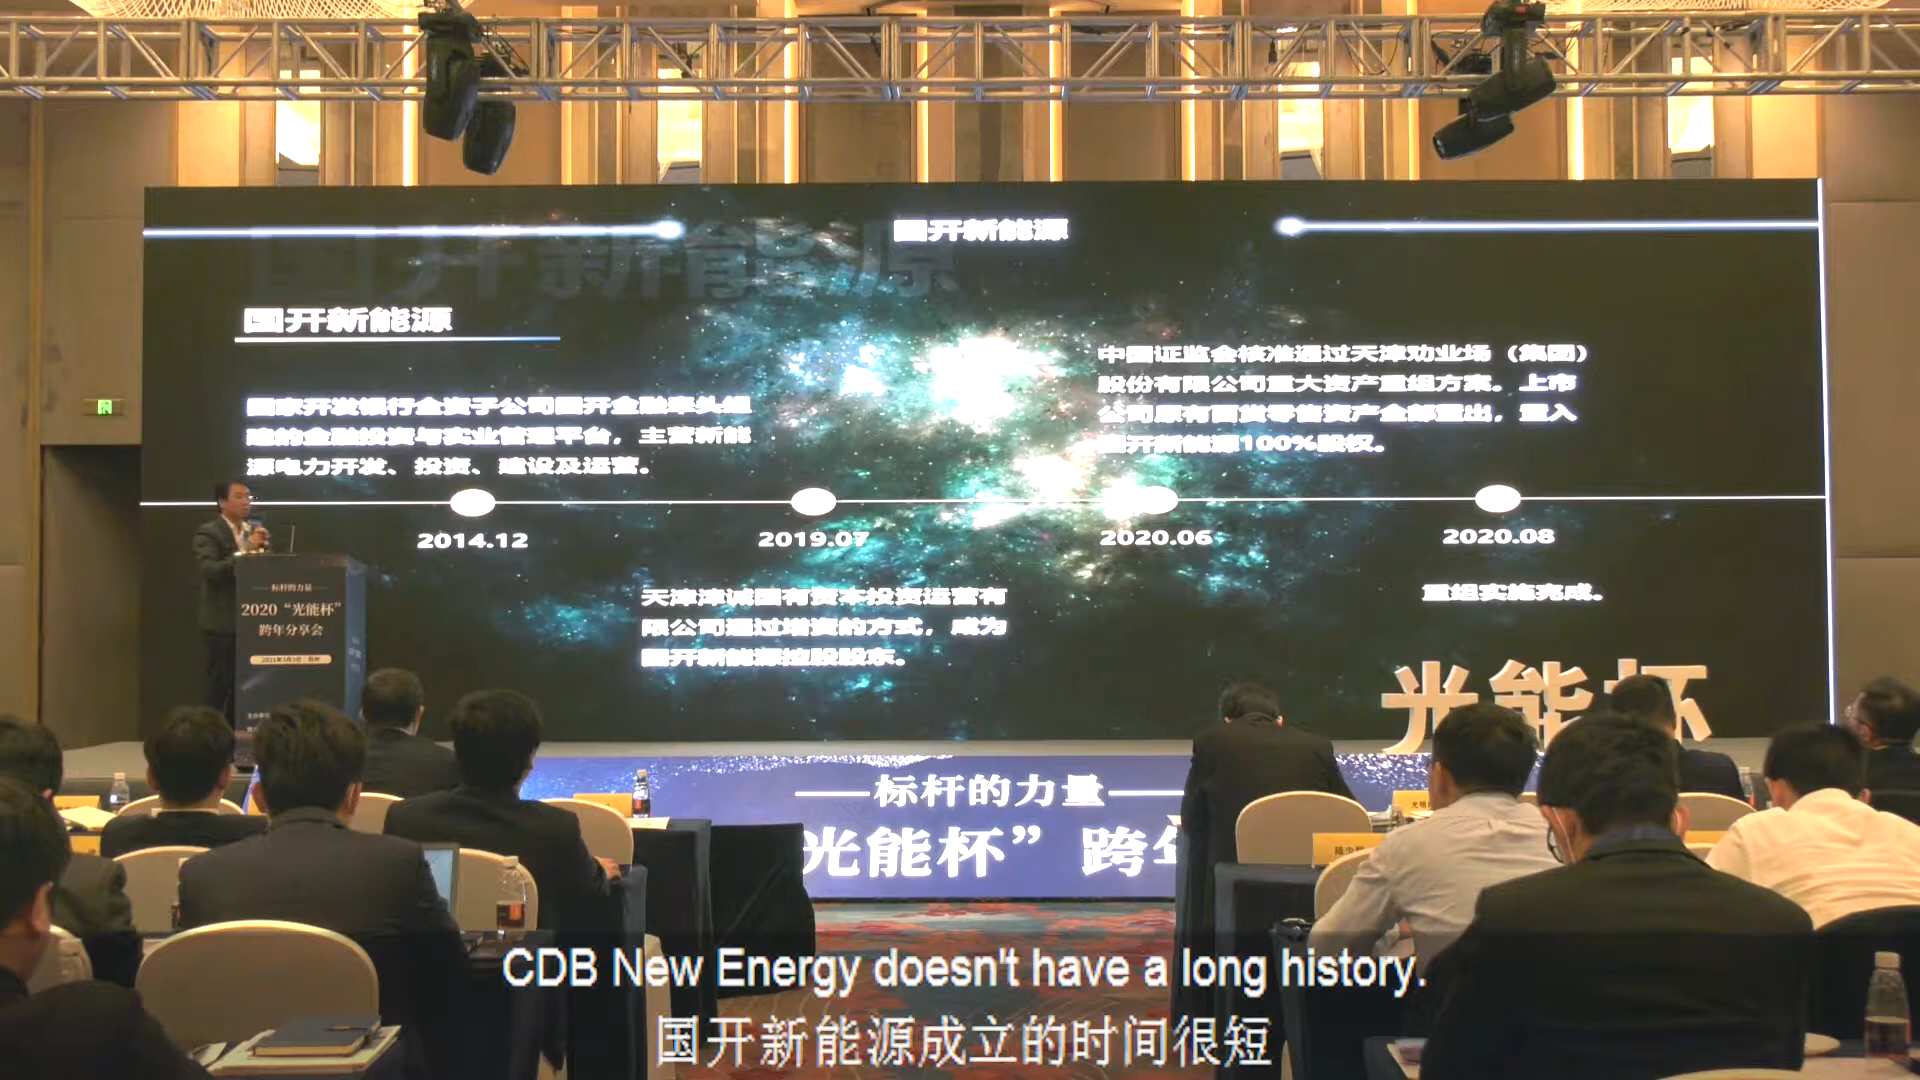 国开新能源
国开新能源
国开新能源
国家开发银行全资子公司国开金融牵头组
建的金融投资与实业管理平台，主营新能
源电力开发、投资、建设及运营。
中国证监会核准通过天津劝业场（集团）
股份有限公司重大资产重组方案。上市
公司原有百货零售资产全部置出，置入
国开新能源100%股权。
2014.12
2019.07
2020.06
2020.08
天津津诚国有资本投资运营有
限公司通过增资的方式，成为
国开新能源控股股东。
重组实施完成。
标杆的力量
2020“光能杯”
跨年分享会
光能杯
标杆的力量
光能杯”跨年
CDB New Energy doesn't have a long history.
国开新能源成立的时间很短